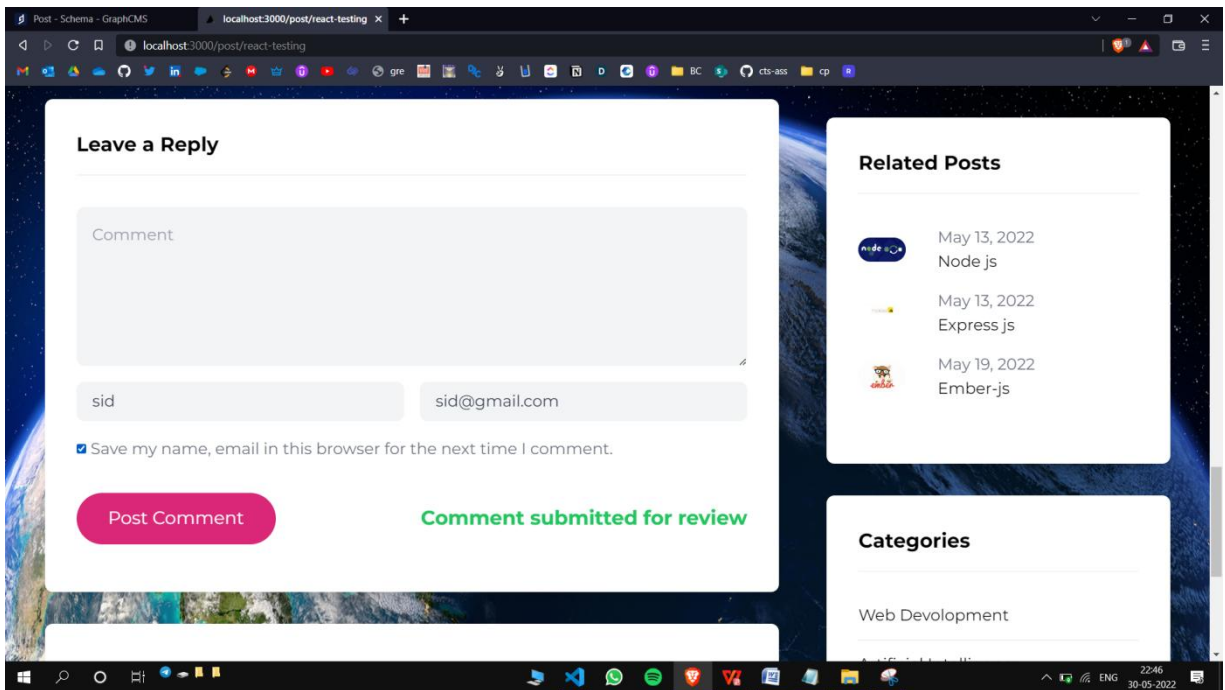 Post - Schema - GraphCMS
localhost:3000/post/react-testing
localhost:3000/post/react-testing
gre
BC
cts-ass
cp
Leave a Reply
Comment
sid
sid@gmail.com
Save my name, email in this browser for the next time I comment.
Post Comment
Comment submitted for review
Related Posts
May 13, 2022
Node js
May 13, 2022
Express js
May 19, 2022
Ember-js
Categories
Web Devolopment
ENG
22:46
30-05-2022